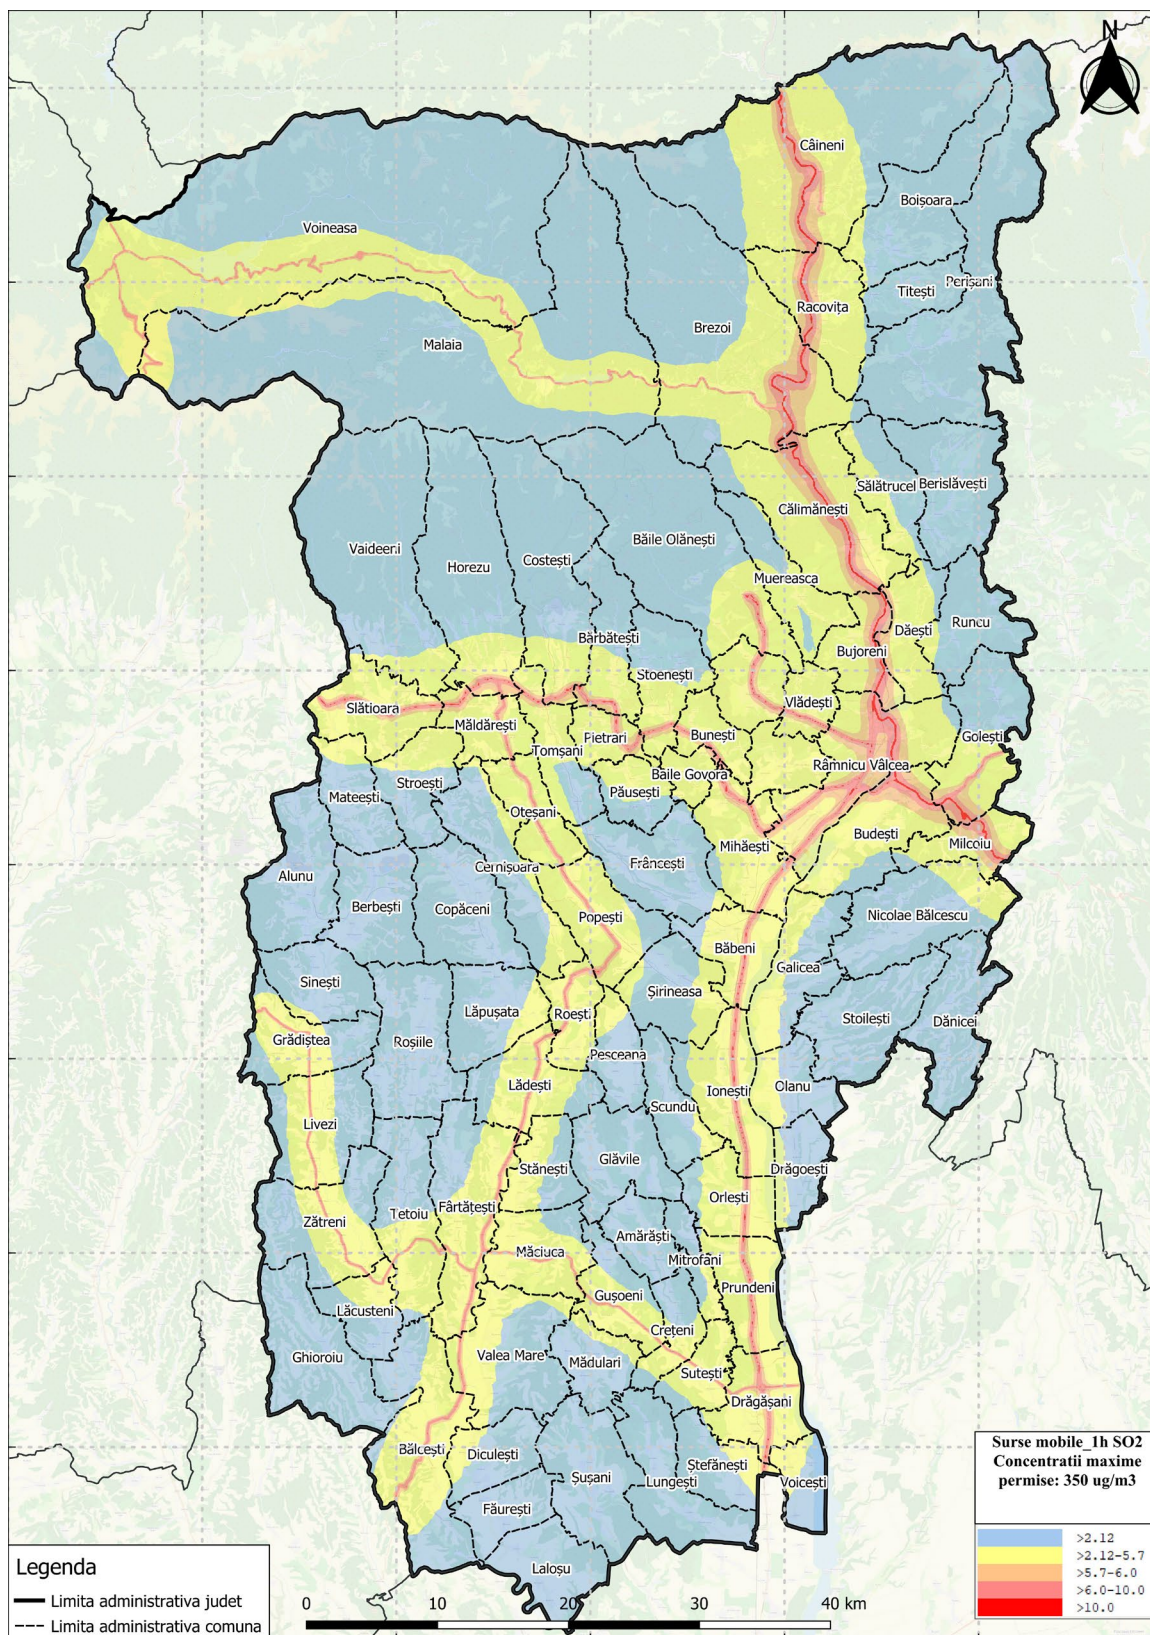 N
Câineni
Boișoara
Voineasa
Perișani
Titești
Racovița
Brezoi
Malaia
Sălătrucel
Berislăvești
Călimănești
Băile Olănești
Vaideeni
Costești
Horezu
Muereasca
Runcu
Dăești
Bărbătești
Bujoreni
Stoenești
Vlădești
Slătioara
Măldărești
Pietrari
Bunești
Golești
Tomșani
Râmnicu Vâlcea
Băile Govora
Stroești
Păusești
Mateești
Oteșani
Budești
Mihăești
Milcoiu
Frâncești
Cernișoara
Alunu
Berbești
Copăceni
Popești
Nicolae Bălcescu
Băbeni
Galicea
Sinești
Șirineasa
Lăpușata
Roești
Stoilești
Dănicei
Grădiștea
Roșiile
Pesceana
Lădești
Olanu
Ionești
Scundu
Livezi
Glăvile
Stănești
Drăgoești
Orlești
Fârtățești
Tetoiu
Zătreni
Amărăști
Măciuca
Mitrofani
Prundeni
Gușoeni
Lăcusteni
Crețeni
Ghioroiu
Valea Mare
Mădulari
Sutești
Drăgășani
Bălcești
Diculești
Ștefănești
Șușani
Lungești
Voicești
Făurești
Laloșu
Surse mobile_1h SO2
Concentratii maxime
permise: 350 ug/m3
>2.12
>2.12-5.7
>5.7-6.0
>6.0-10.0
>10.0
Legenda
Limita administrativa judet
Limita administrativa comuna
0 10 20 30 40 km